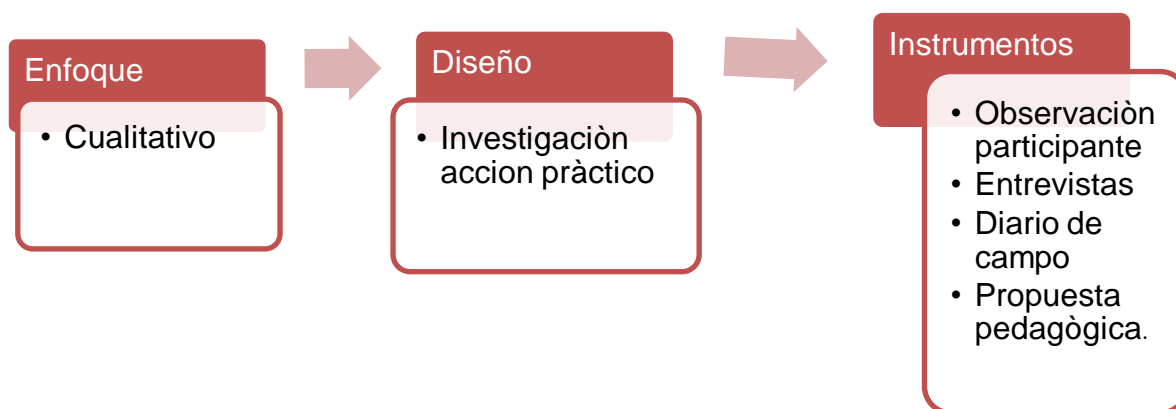 Enfoque
• Cualitativo
Diseño
• Investigaciòn
accion pràctico
Instrumentos
• Observaciòn
participante
• Entrevistas
• Diario de
campo
• Propuesta
pedagògica.